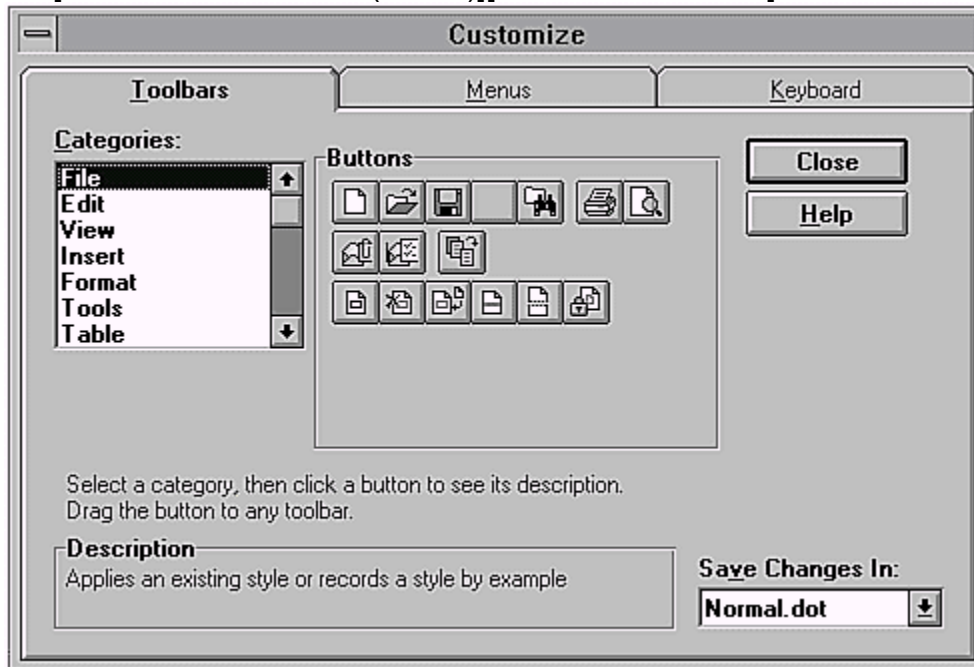 Customize
Toolbars
Menus
Keyboard
Categories:
File
Edit
View
Insert
Format
Tools
Table
Buttons
Close
Help
Select a category, then click a button to see its description.
Drag the button to any toolbar.
Description
Applies an existing style or records a style by example
Save Changes In:
Normal.dot